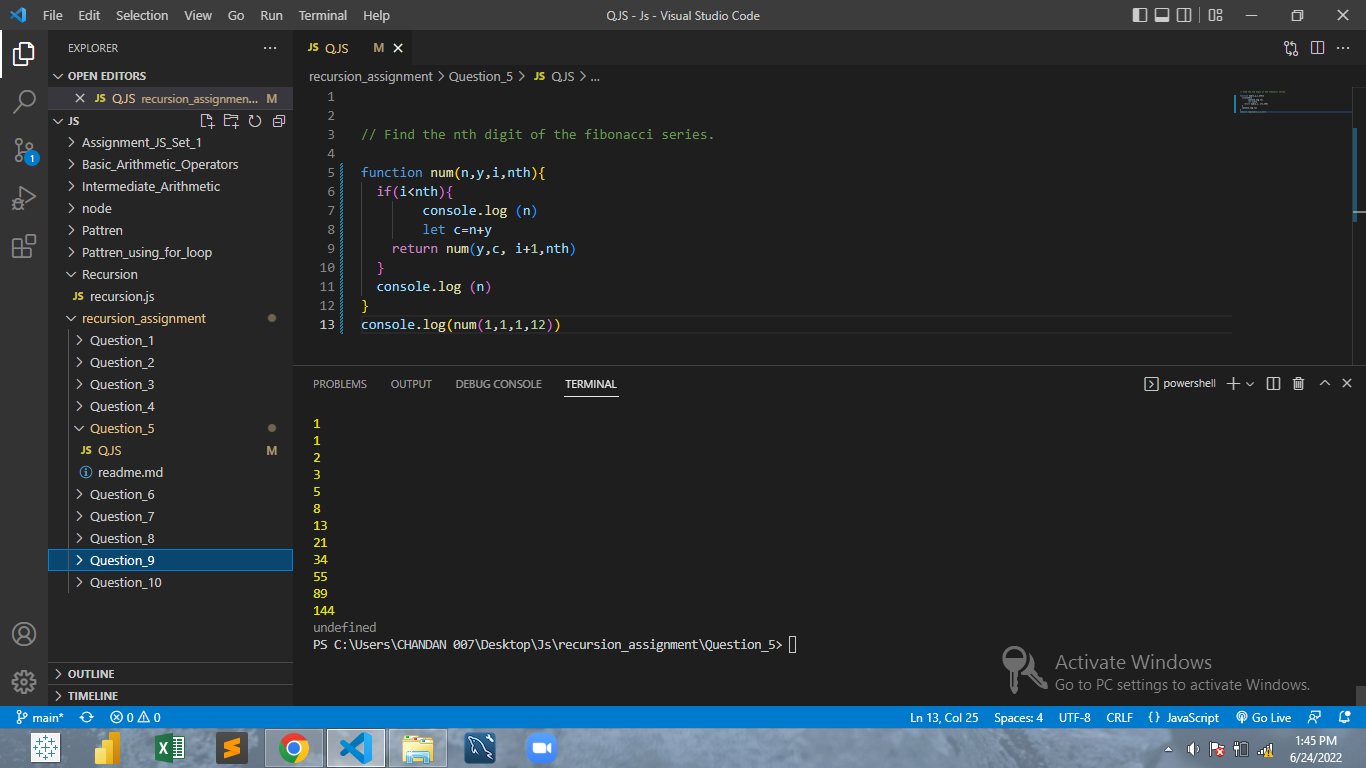 File Edit Selection View Go Run Terminal Help
Q.JS - Js - Visual Studio Code
EXPLORER
OPEN EDITORS
JS Q.JS recursion_assignmen... M
JS
Assignment_JS_Set_1
Basic_Arithmetic_Operators
Intermediate_Arithmetic
node
Pattren
Pattren_using_for_loop
Recursion
JS recursion.js
recursion_assignment
Question_1
Question_2
Question_3
Question_4
Question_5
JS Q.JS M
readme.md
Question_6
Question_7
Question_8
Question_9
Question_10
OUTLINE
TIMELINE
1
JS Q.JS M
recursion_assignment > Question_5 > JS Q.JS > ...
1
2
3 // Find the nth digit of the fibonacci series.
4
5 function num(n,y,i,nth){
6 if(i<nth){
7 console.log (n)
8 let c=n+y
9 return num(y,c, i+1,nth)
10 }
11 console.log (n)
12 }
13 console.log(num(1,1,1,12))
PROBLEMS OUTPUT DEBUG CONSOLE TERMINAL
powershell
1
1
2
3
5
8
13
21
34
55
89
144
undefined
PS C:\Users\CHANDAN 007\Desktop\Js\recursion_assignment\Question_5>
Activate Windows
Go to PC settings to activate Windows.
main* 0 0
Ln 13, Col 25 Spaces: 4 UTF-8 CRLF {} JavaScript Go Live
1:45 PM
6/24/2022